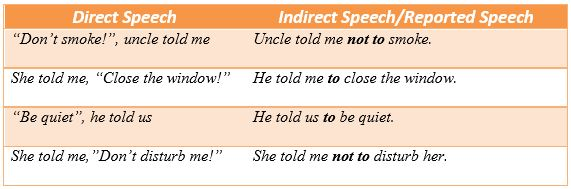 Direct Speech Indirect Speech/Reported Speech
“Don’t smoke!”, uncle told me Uncle told me not to smoke.
She told me, “Close the window!” He told me to close the window.
“Be quiet”, he told us He told us to be quiet.
She told me,”Don’t disturb me!” She told me not to disturb her.